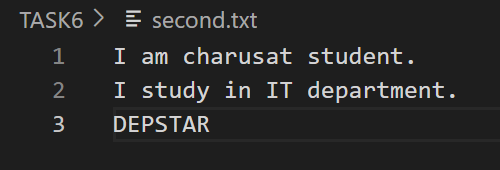 TASK6 > second.txt
1 I am charusat student.
2 I study in IT department.
3 DEPSTAR